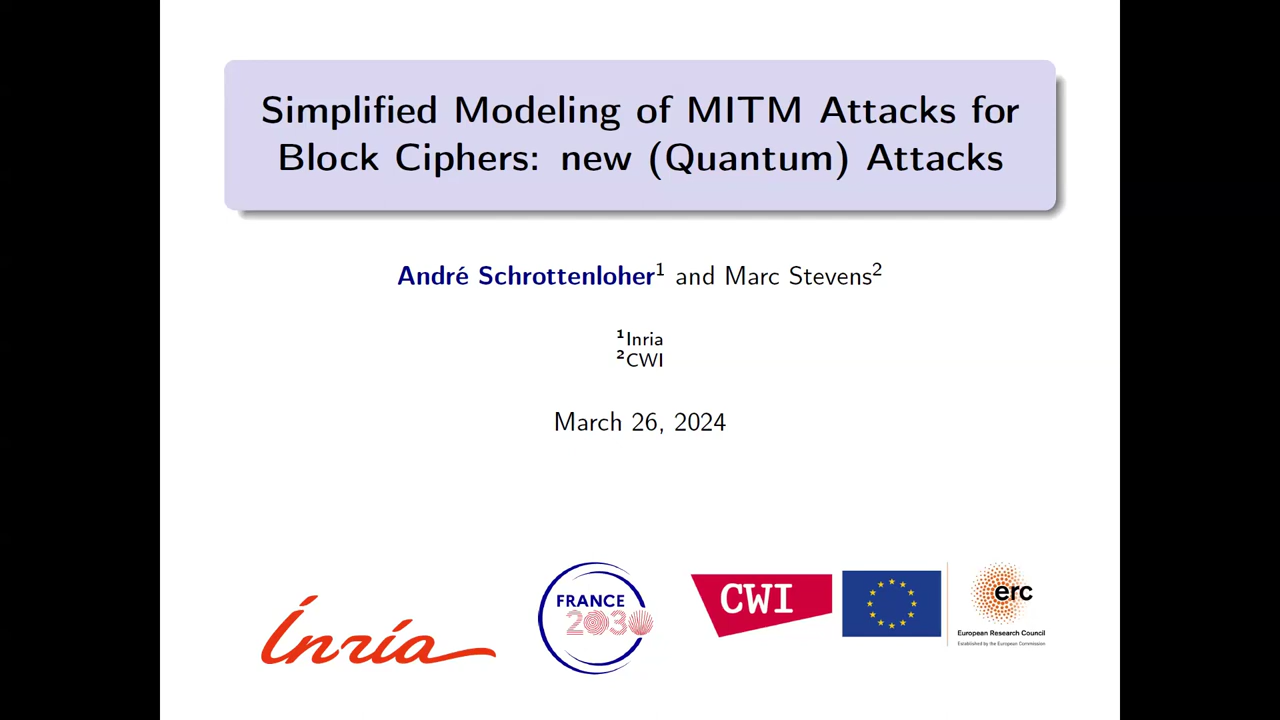 Simplified Modeling of MITM Attacks for
Block Ciphers: new (Quantum) Attacks
André Schrottenloher¹ and Marc Stevens²
¹Inria
²CWI
March 26, 2024
Inria
FRANCE
2030
CWI
erc
European Research Council
Established by the European Commission